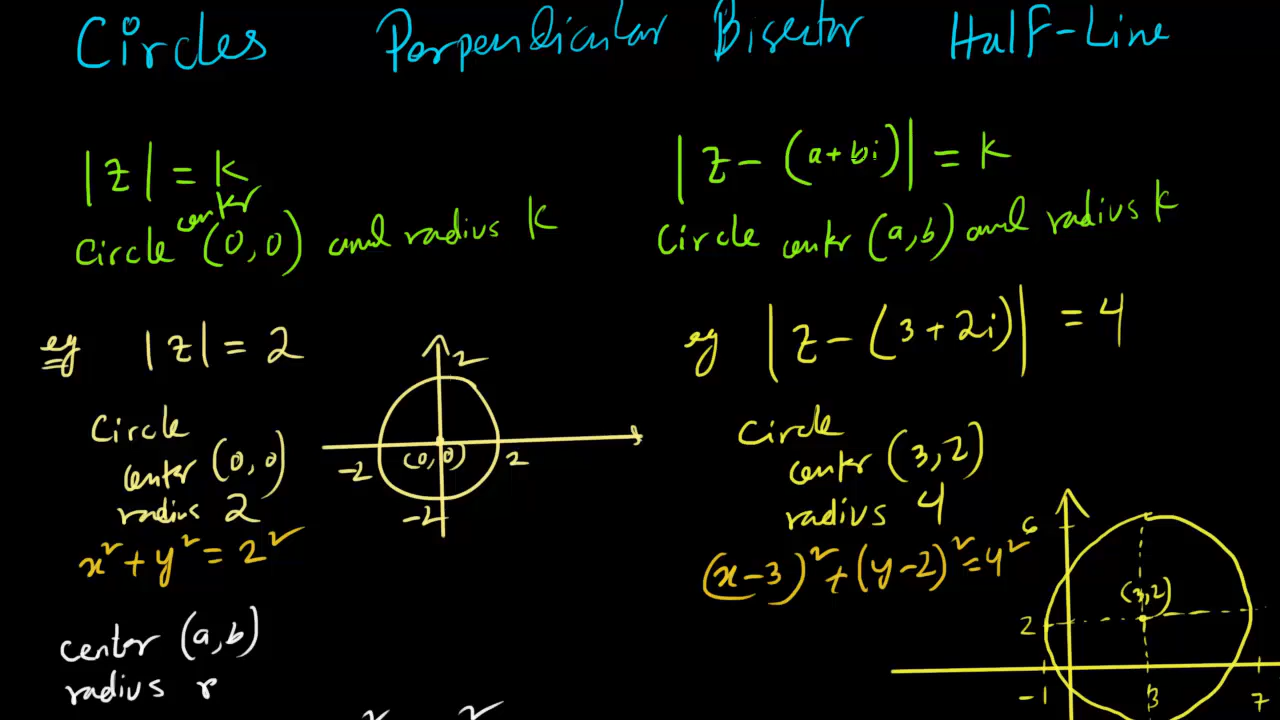 Circles Perpendicular Bisector Half-Line
|z| = k
center
Circle (0,0) and radius k
|z-(a+bi)| = k
Circle center (a,b) and radius k
eg |z| = 2
2
-2 (0,0) 2
-2
Circle
center (0,0)
radius 2
x² + y² = 2²
center (a,b)
radius r
eg |z-(3+2i)| = 4
Circle
center (3,2)
radius 4
(x-3)²+(y-2)²=4²
6
(3,2)
2
-1 3 7